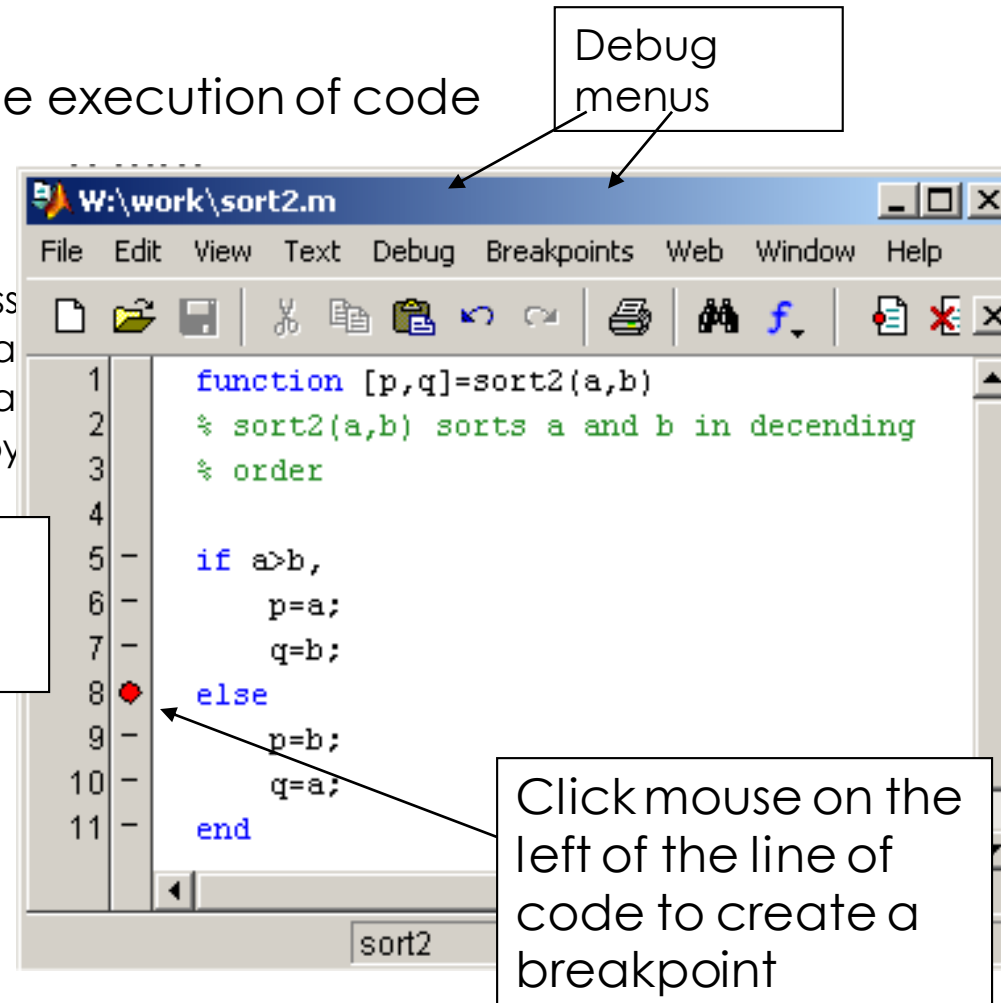 Debug
menus
e execution of code
W:\work\sort2.m
File Edit View Text Debug Breakpoints Web Window Help
ss
a
a
by
1 function [p,q]=sort2(a,b)
2 % sort2(a,b) sorts a and b in decending
3 % order
4
5 – if a>b,
6 – p=a;
7 – q=b;
8 else
9 – p=b;
10 – q=a;
11 – end
Click mouse on the
left of the line of
code to create a
breakpoint
sort2